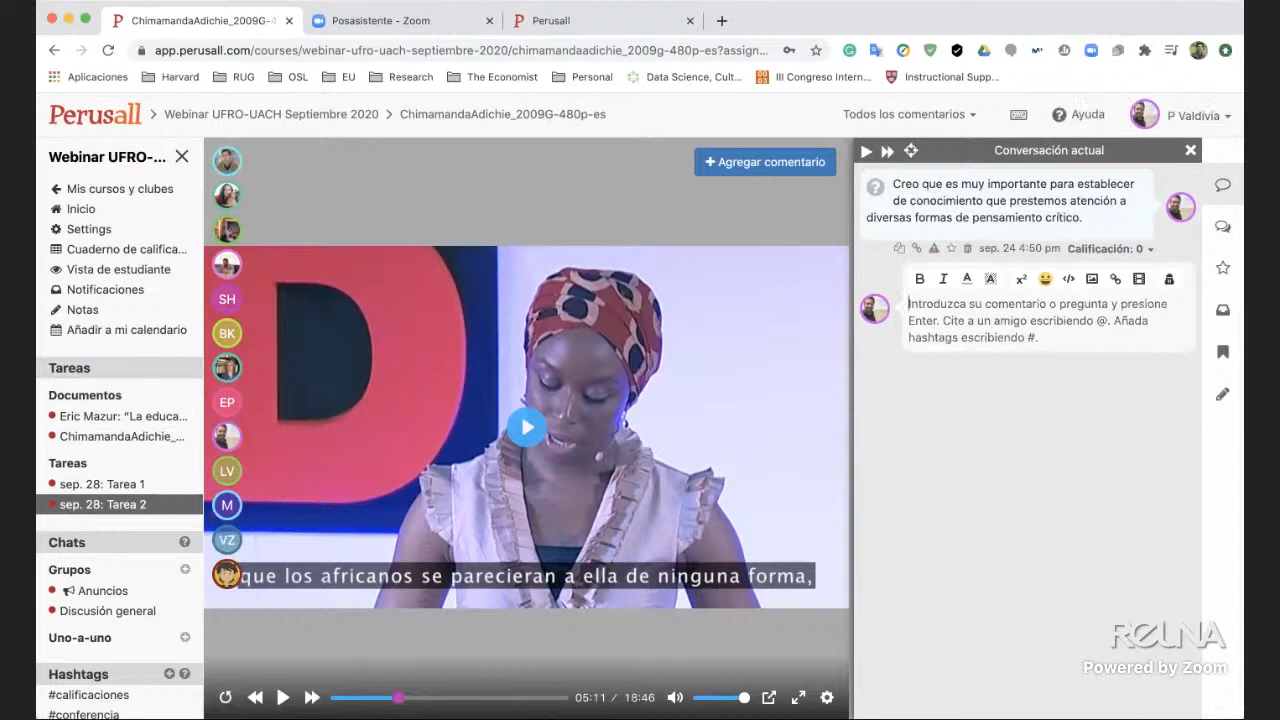 ChimamandaAdichie_2009G-4
Posasistente - Zoom
Perusall
app.perusall.com/courses/webinar-ufro-uach-septiembre-2020/chimamandaadichie_2009g-480p-es?assign...
Aplicaciones
Harvard
RUG
OSL
EU
Research
The Economist
Personal
Data Science, Cult...
III Congreso Intern...
Instructional Supp...
Perusall
Webinar UFRO-UACH Septiembre 2020
ChimamandaAdichie_2009G-480p-es
Todos los comentarios
Ayuda
P Valdivia
Webinar UFRO-...
Mis cursos y clubes
Inicio
Settings
Cuaderno de califica...
Vista de estudiante
Notificaciones
Notas
Añadir a mi calendario
Tareas
Documentos
Eric Mazur: “La educa...
ChimamandaAdichie_...
Tareas
sep. 28: Tarea 1
sep. 28: Tarea 2
Chats
Grupos
Anuncios
Discusión general
Uno-a-uno
Hashtags
#calificaciones
#conferencia
+ Agregar comentario
SH
BK
EP
LV
M
VZ
D
que los africanos se parecieran a ella de ninguna forma,
05:11 / 18:46
Conversación actual
Creo que es muy importante para establecer
de conocimiento que prestemos atención a
diversas formas de pensamiento crítico.
sep. 24 4:50 pm Calificación: 0
Introduzca su comentario o pregunta y presione
Enter. Cite a un amigo escribiendo @. Añada
hashtags escribiendo #.
REUNA
Powered by Zoom